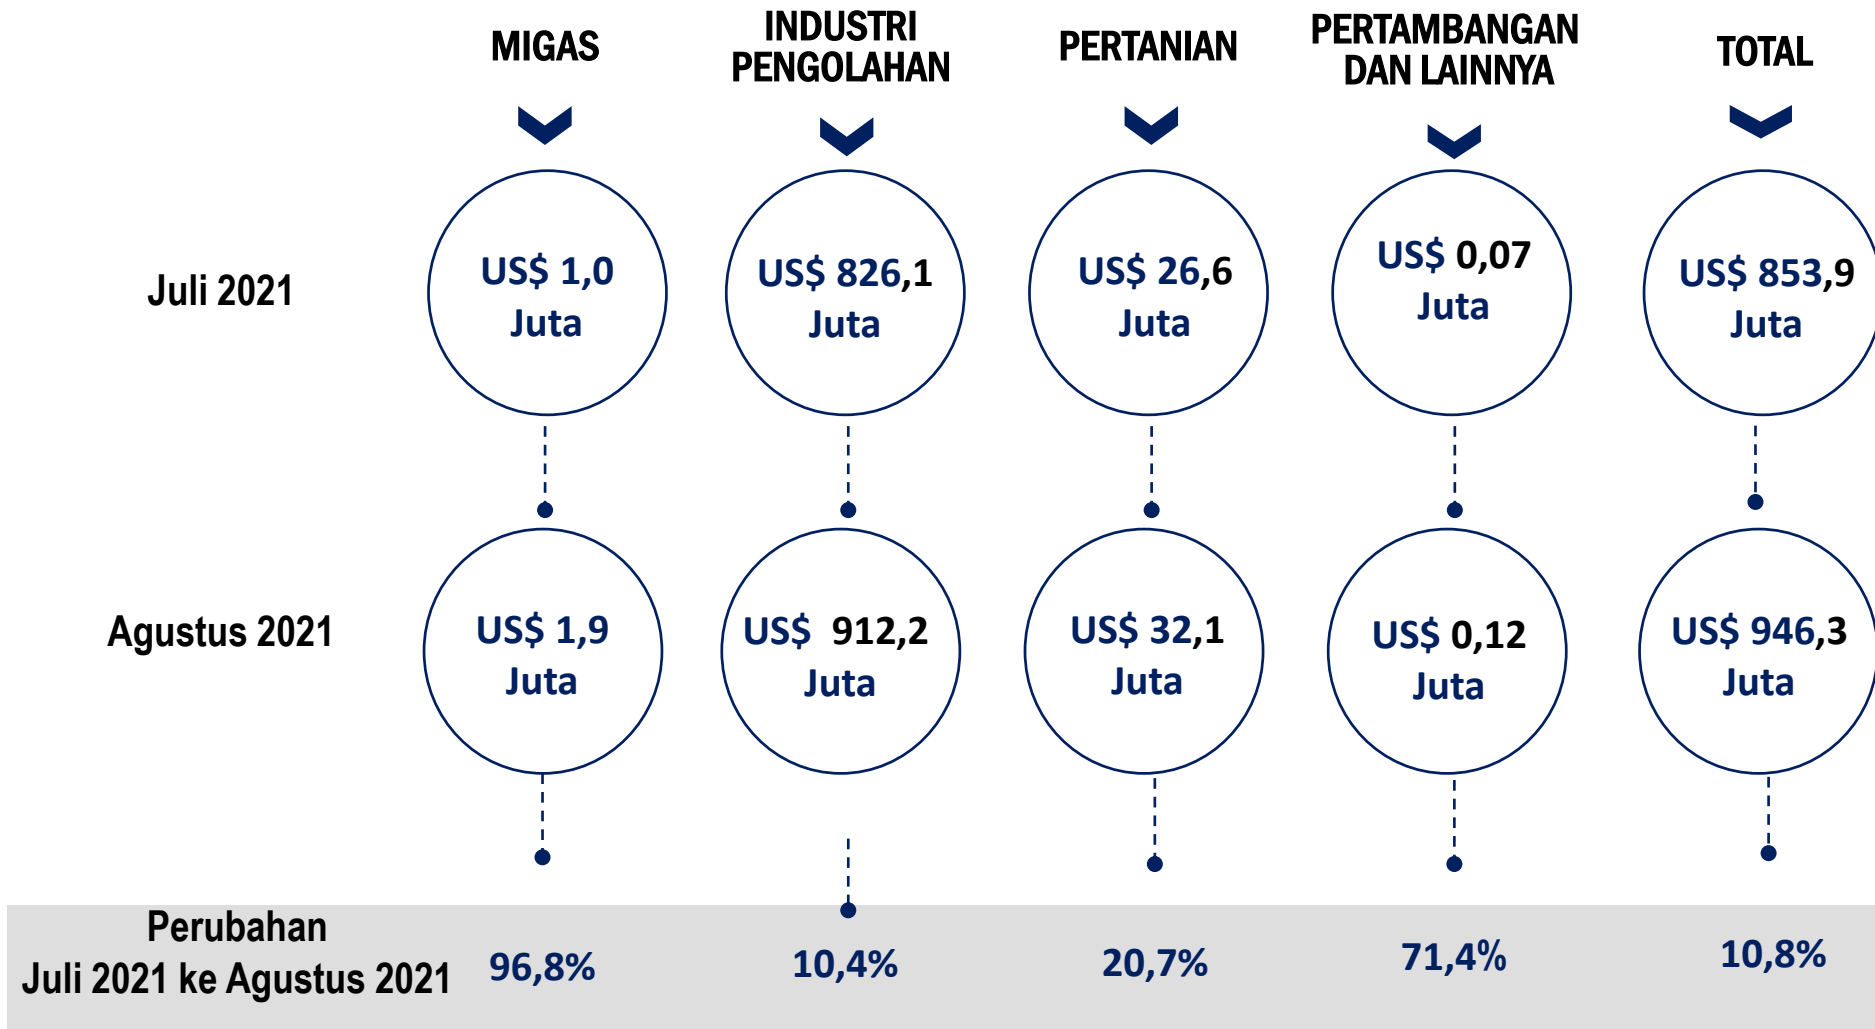 MIGAS
INDUSTRI
PENGOLAHAN
PERTANIAN
PERTAMBANGAN
DAN LAINNYA
TOTAL
Juli 2021
US$ 1,0
Juta
US$ 826,1
Juta
US$ 26,6
Juta
US$ 0,07
Juta
US$ 853,9
Juta
Agustus 2021
US$ 1,9
Juta
US$ 912,2
Juta
US$ 32,1
Juta
US$ 0,12
Juta
US$ 946,3
Juta
Perubahan
Juli 2021 ke Agustus 2021
96,8%
10,4%
20,7%
71,4%
10,8%